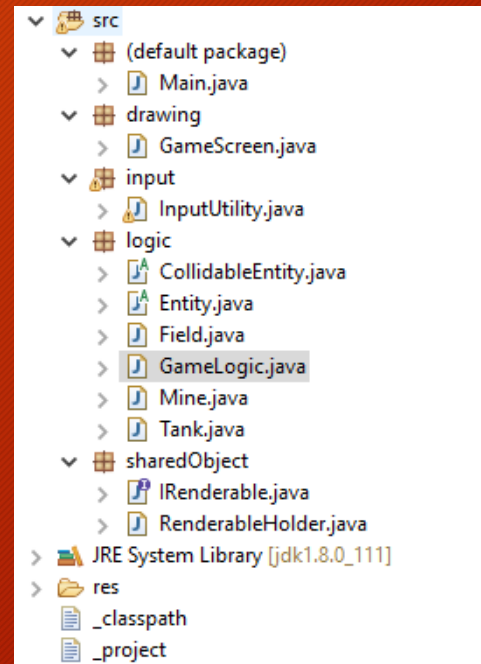 src
(default package)
Main.java
drawing
GameScreen.java
input
InputUtility.java
logic
CollidableEntity.java
Entity.java
Field.java
GameLogic.java
Mine.java
Tank.java
sharedObject
IRenderable.java
RenderableHolder.java
JRE System Library [jdk1.8.0_111]
res
_classpath
_project